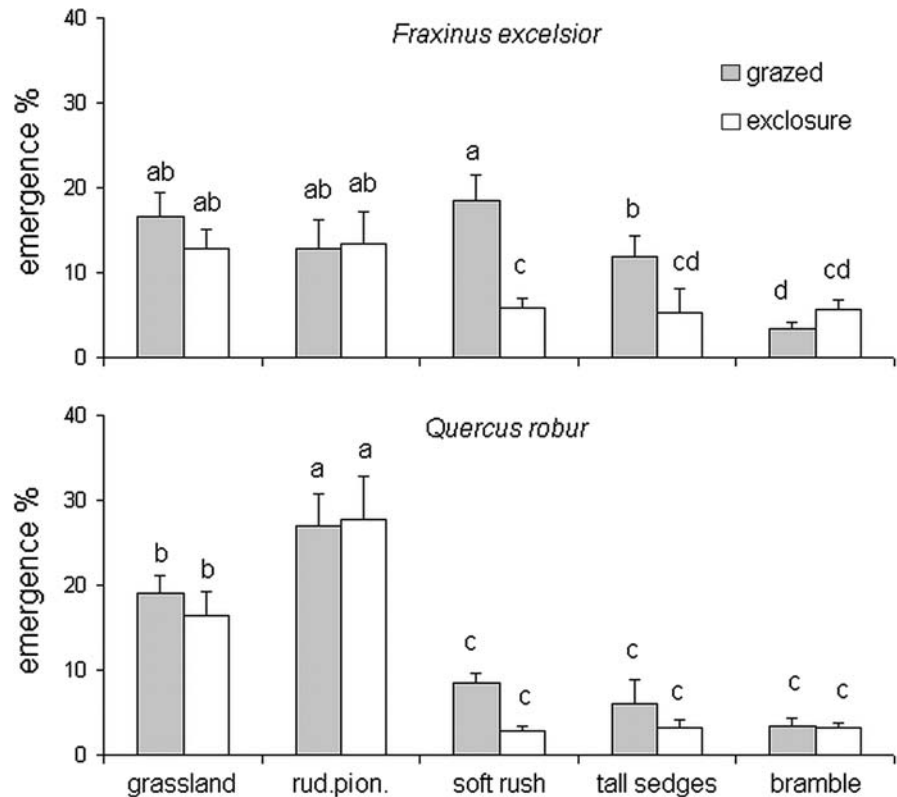 40
Fraxinus excelsior
grazed
exclosure
30
20
10
0
emergence %
ab
ab
ab
ab
a
c
b
cd
d
cd
40
Quercus robur
30
20
10
0
emergence %
b
b
a
a
c
c
c
c
c
c
grassland rud.pion. soft rush tall sedges bramble